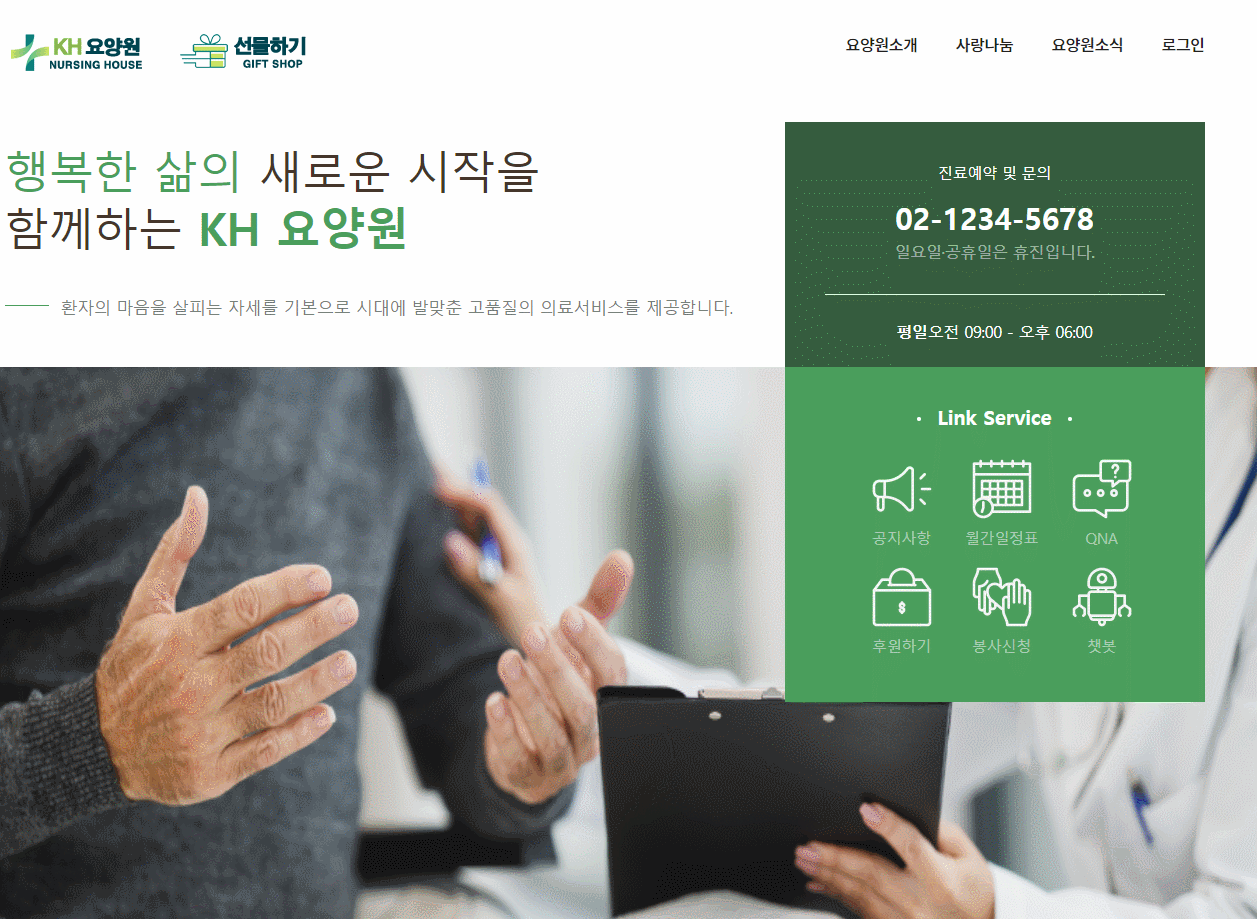 KH 요양원
NURSING HOUSE
선물하기
GIFT SHOP
요양원소개 사랑나눔 요양원소식 로그인
행복한 삶의 새로운 시작을
함께하는 KH 요양원
환자의 마음을 살피는 자세를 기본으로 시대에 발맞춘 고품질의 의료서비스를 제공합니다.
진료예약 및 문의
02-1234-5678
일요일·공휴일은 휴진입니다.
평일오전 09:00 - 오후 06:00
· Link Service ·
?
공지사항 월간일정표 QNA
$
후원하기 봉사신청 챗봇